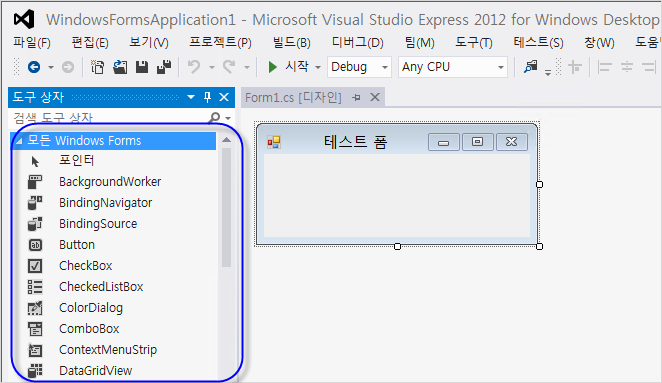 WindowsFormsApplication1 - Microsoft Visual Studio Express 2012 for Windows Desktop
파일(F) 편집(E) 보기(V) 프로젝트(P) 빌드(B) 디버그(D) 팀(M) 도구(T) 테스트(S) 창(W)
시작 Debug Any CPU
도구 상자
Form1.cs [디자인]
검색 도구 상자
모든 Windows Forms
테스트 폼
포인터
BackgroundWorker
BindingNavigator
BindingSource
Button
CheckBox
CheckedListBox
ColorDialog
ComboBox
ContextMenuStrip
DataGridView